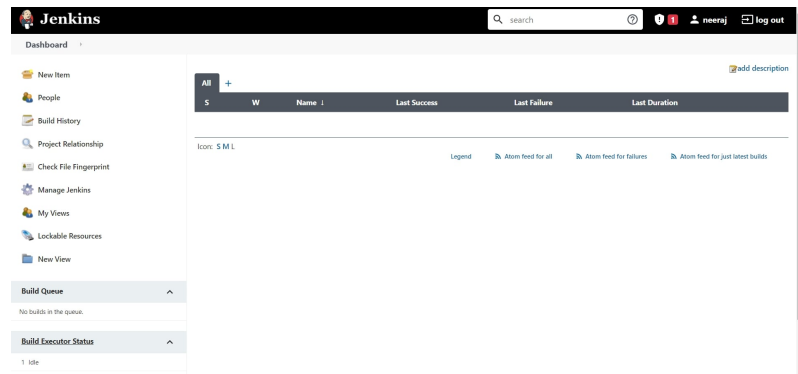 Jenkins
search
1
neeraj
log out
Dashboard
New Item
People
Build History
Project Relationship
Check File Fingerprint
Manage Jenkins
My Views
Lockable Resources
New View
Build Queue
No builds in the queue.
Build Executor Status
1 Idle
add description
All +
S W Name ↓ Last Success Last Failure Last Duration
Icon: S M L
Legend Atom feed for all Atom feed for failures Atom feed for just latest builds